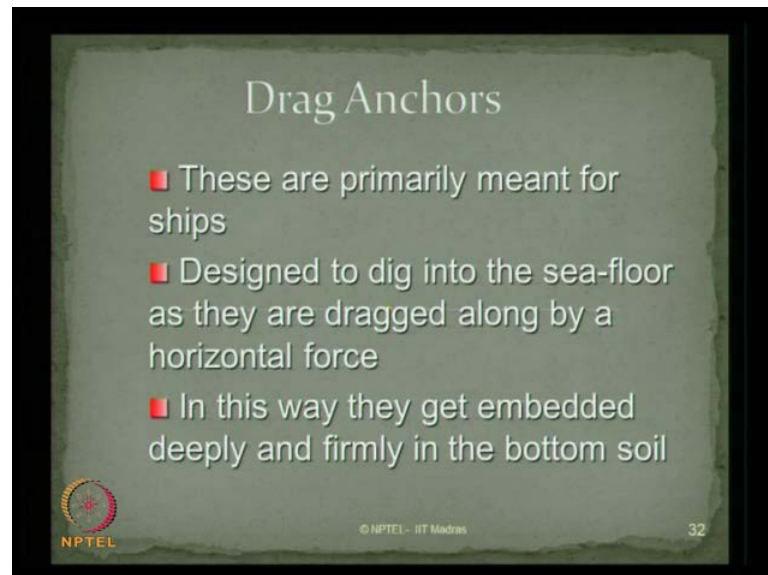 Drag Anchors
These are primarily meant for
ships
Designed to dig into the sea-floor
as they are dragged along by a
horizontal force
In this way they get embedded
deeply and firmly in the bottom soil
NPTEL
© NPTEL - IIT Madras
32